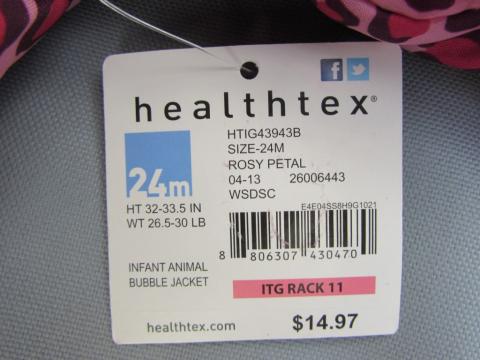 healthtex®
HTIG43943B
SIZE-24M
ROSY PETAL
04-13 26006443
WSDSC
24m
HT 32-33.5 IN
WT 26.5-30 LB
E4E04SS8H9G1021
8 806307 430470
INFANT ANIMAL
BUBBLE JACKET
ITG RACK 11
healthtex.com
$14.97